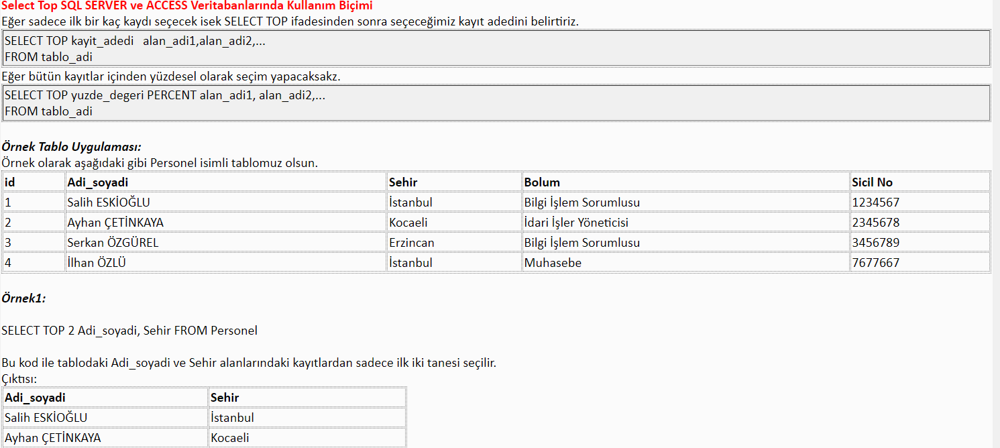 Select Top SQL SERVER ve ACCESS Veritabanlarında Kullanım Biçimi
Eğer sadece ilk bir kaç kaydı seçecek isek SELECT TOP ifadesinden sonra seçeceğimiz kayıt adedini belirtiriz.
SELECT TOP kayit_adedi alan_adi1,alan_adi2,...
FROM tablo_adi
Eğer bütün kayıtlar içinden yüzdesel olarak seçim yapacaksakz.
SELECT TOP yuzde_degeri PERCENT alan_adi1, alan_adi2,...
FROM tablo_adi
Örnek Tablo Uygulaması:
Örnek olarak aşağıdaki gibi Personel isimli tablomuz olsun.
id Adi_soyadi Sehir Bolum Sicil No
1 Salih ESKİOĞLU İstanbul Bilgi İşlem Sorumlusu 1234567
2 Ayhan ÇETİNKAYA Kocaeli İdari İşler Yöneticisi 2345678
3 Serkan ÖZGÜREL Erzincan Bilgi İşlem Sorumlusu 3456789
4 İlhan ÖZLÜ İstanbul Muhasebe 7677667
Örnek1:
SELECT TOP 2 Adi_soyadi, Sehir FROM Personel
Bu kod ile tablodaki Adi_soyadi ve Sehir alanlarındaki kayıtlardan sadece ilk iki tanesi seçilir.
Çıktısı:
Adi_soyadi Sehir
Salih ESKİOĞLU İstanbul
Ayhan ÇETİNKAYA Kocaeli